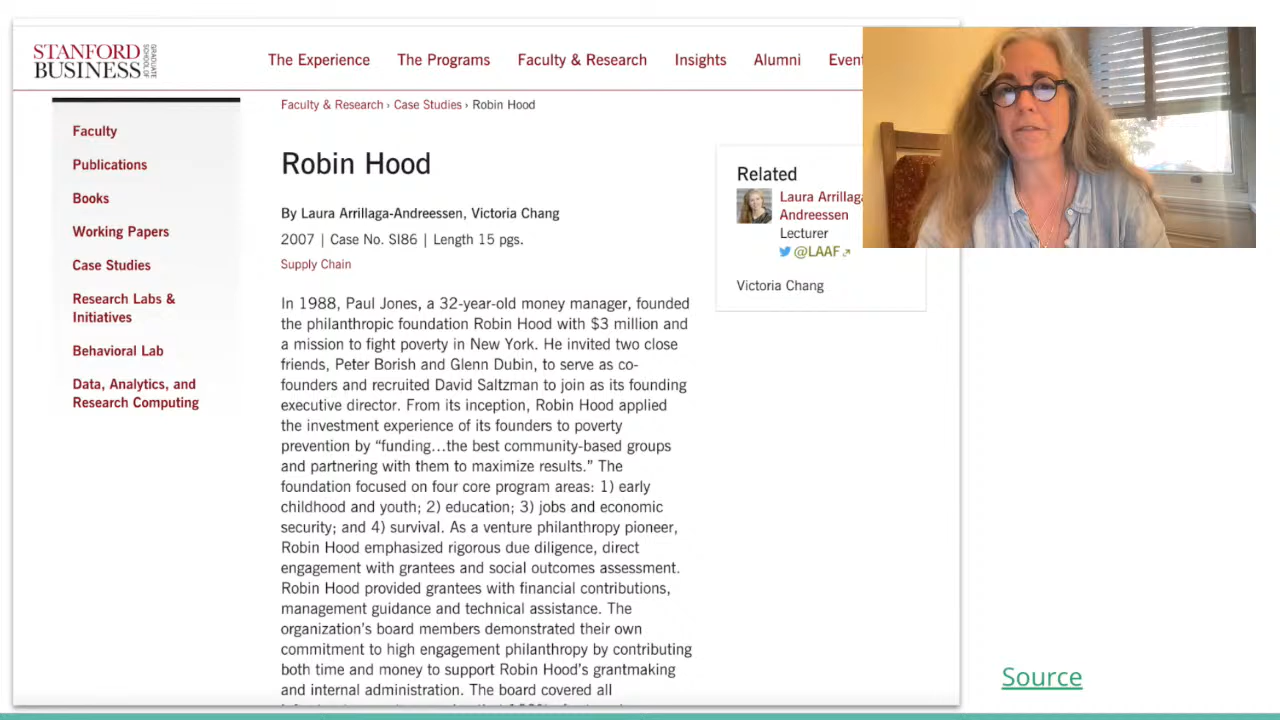 STANFORD
BUSINESS
GRADUATE
SCHOOL OF
The Experience
The Programs
Faculty & Research
Insights
Alumni
Faculty & Research › Case Studies › Robin Hood
Faculty
Publications
Books
Working Papers
Case Studies
Research Labs &
Initiatives
Behavioral Lab
Data, Analytics, and
Research Computing
Robin Hood
By Laura Arrillaga-Andreessen, Victoria Chang
2007 | Case No. SI86 | Length 15 pgs.
Supply Chain
In 1988, Paul Jones, a 32-year-old money manager, founded
the philanthropic foundation Robin Hood with $3 million and
a mission to fight poverty in New York. He invited two close
friends, Peter Borish and Glenn Dubin, to serve as co-
founders and recruited David Saltzman to join as its founding
executive director. From its inception, Robin Hood applied
the investment experience of its founders to poverty
prevention by “funding…the best community-based groups
and partnering with them to maximize results.” The
foundation focused on four core program areas: 1) early
childhood and youth; 2) education; 3) jobs and economic
security; and 4) survival. As a venture philanthropy pioneer,
Robin Hood emphasized rigorous due diligence, direct
engagement with grantees and social outcomes assessment.
Robin Hood provided grantees with financial contributions,
management guidance and technical assistance. The
organization’s board members demonstrated their own
commitment to high engagement philanthropy by contributing
both time and money to support Robin Hood’s grantmaking
and internal administration. The board covered all
Related
Laura
Andreessen
Lecturer
@LAAF
Victoria Chang
Source